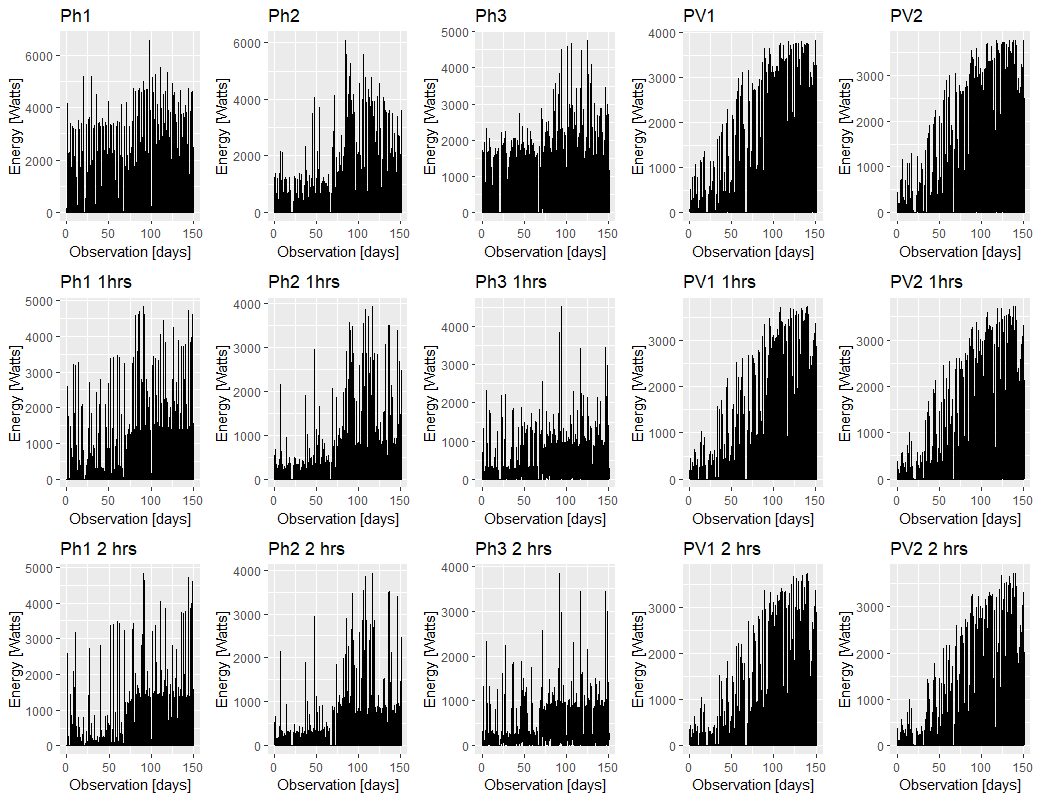 Ph1 Ph2 Ph3 PV1 PV2
Energy [Watts] 0 2000 4000 6000
Energy [Watts] 0 2000 4000 6000
Energy [Watts] 0 1000 2000 3000 4000 5000
Energy [Watts] 0 1000 2000 3000 4000
Energy [Watts] 0 1000 2000 3000
0 50 100 150 0 50 100 150 0 50 100 150 0 50 100 150 0 50 100 150
Observation [days] Observation [days] Observation [days] Observation [days] Observation [days]
Ph1 1hrs Ph2 1hrs Ph3 1hrs PV1 1hrs PV2 1hrs
Energy [Watts] 0 1000 2000 3000 4000 5000
Energy [Watts] 0 1000 2000 3000 4000
Energy [Watts] 0 1000 2000 3000 4000
Energy [Watts] 0 1000 2000 3000
Energy [Watts] 0 1000 2000 3000
0 50 100 150 0 50 100 150 0 50 100 150 0 50 100 150 0 50 100 150
Observation [days] Observation [days] Observation [days] Observation [days] Observation [days]
Ph1 2 hrs Ph2 2 hrs Ph3 2 hrs PV1 2 hrs PV2 2 hrs
Energy [Watts] 0 1000 2000 3000 4000 5000
Energy [Watts] 0 1000 2000 3000 4000
Energy [Watts] 0 1000 2000 3000 4000
Energy [Watts] 0 1000 2000 3000
Energy [Watts] 0 1000 2000 3000
0 50 100 150 0 50 100 150 0 50 100 150 0 50 100 150 0 50 100 150
Observation [days] Observation [days] Observation [days] Observation [days] Observation [days]